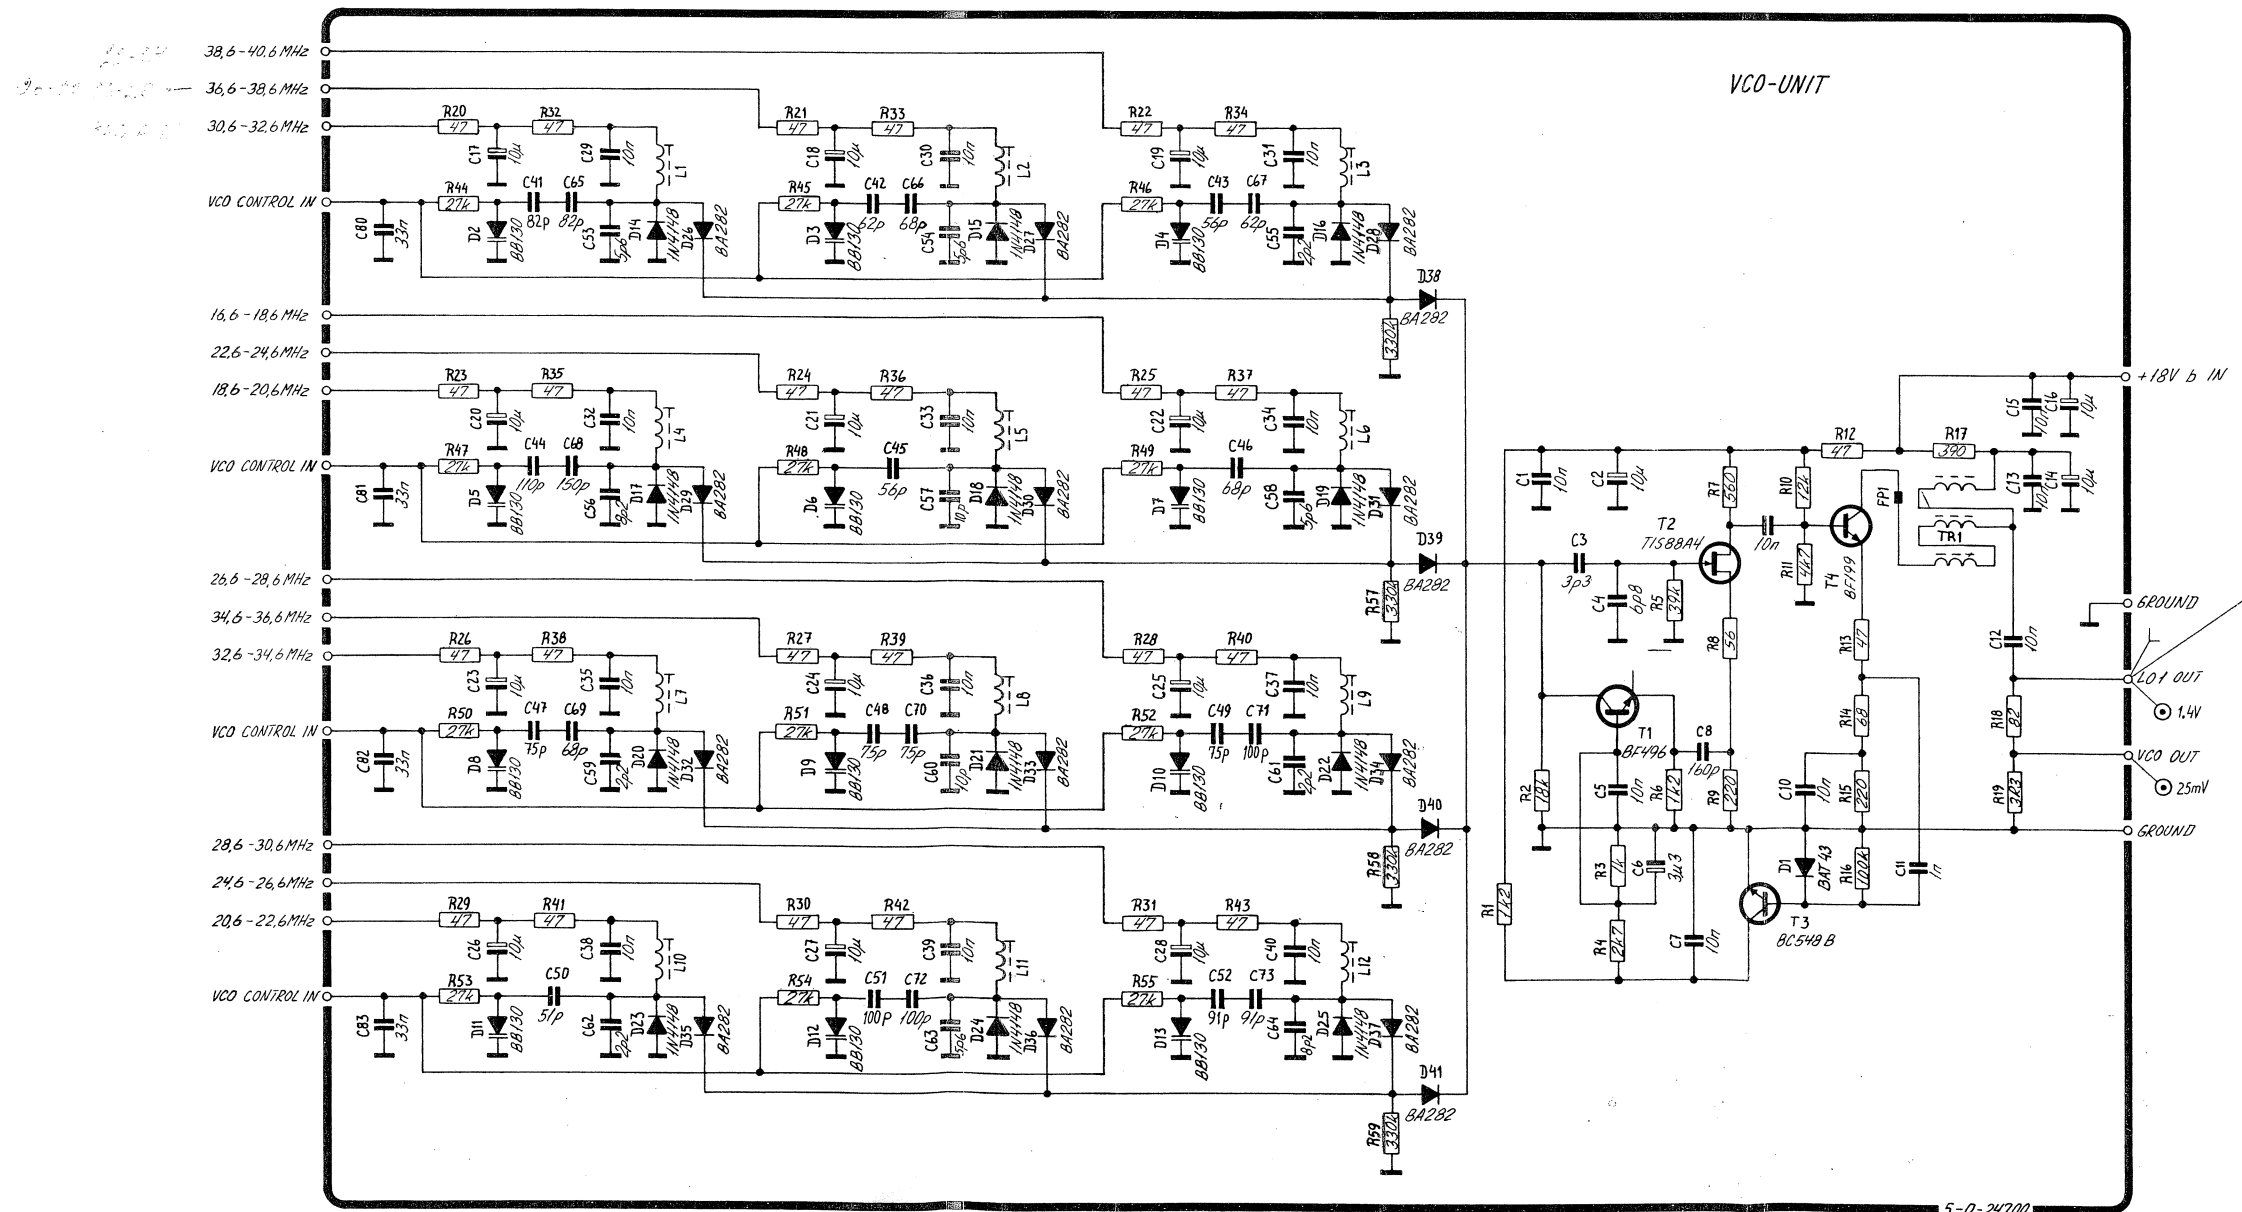 VCO-UNIT
38,6-40,6 MHz
36,6-38,6 MHz
30,6-32,6 MHz
VCO CONTROL IN
R20 47
R32 47
C17 10µ
C29 10n
L1
R44 27k
C41 82p
C65 82p
C80 33n
D2 BB130
C53 5p6
D14 1N4148
D26 BA282
R21 47
R33 47
C18 10µ
C30 10n
L2
R45 27k
C42 62p
C66 68p
D3 BB130
C54 5p6
D15 1N4148
D27 BA282
R22 47
R34 47
C19 10µ
C31 10n
L3
R46 27k
C43 56p
C67 62p
D4 BB130
C55 2p2
D16 1N4148
D28 BA282
D38 BA282
330k
16,6-18,6 MHz
22,6-24,6 MHz
18,6-20,6 MHz
VCO CONTROL IN
R23 47
R35 47
C20 10µ
C32 10n
L4
R47 27k
C44 110p
C68 150p
C81 33n
D5 BB130
C56 8p2
D17 1N4148
D29 BA282
R24 47
R36 47
C21 10µ
C33 10n
L5
R48 27k
C45 56p
D6 BB130
C57 10p
D18 1N4148
D30 BA282
R25 47
R37 47
C22 10µ
C34 10n
L6
R49 27k
C46 68p
D7 BB130
C58 5p6
D19 1N4148
D31 BA282
D39 BA282
R57 330k
26,6-28,6 MHz
34,6-36,6 MHz
32,6-34,6 MHz
VCO CONTROL IN
R26 47
R38 47
C23 10µ
C35 10n
L7
R50 27k
C47 75p
C69 68p
C82 33n
D8 BB130
C59 2p2
D20 1N4148
D32 BA282
R27 47
R39 47
C24 10µ
C36 10n
L8
R51 27k
C48 75p
C70 75p
D9 BB130
C60 10p
D21 1N4148
D33 BA282
R28 47
R40 47
C25 10µ
C37 10n
L9
R52 27k
C49 75p
C71 100p
D10 BB130
C61 2p2
D22 1N4148
D34 BA282
D40 BA282
R58 330k
28,6-30,6 MHz
24,6-26,6 MHz
20,6-22,6 MHz
VCO CONTROL IN
R29 47
R41 47
C26 10µ
C38 10n
L10
R53 27k
C50 51p
C83 33n
D11 BB130
C62 2p2
D23 1N4148
D35 BA282
R30 47
R42 47
C27 10µ
C39 10n
L11
R54 27k
C51 100p
C72 100p
D12 BB130
C63 5p6
D24 1N4148
D36 BA282
R31 47
R43 47
C28 10µ
C40 10n
L12
R55 27k
C52 91p
C73 91p
D13 BB130
C64 8p2
D25 1N4148
D37 BA282
D41 BA282
R59 330k
+18V b IN
C15 10n
C16 10µ
R12 47
R17 390
C1 10n
C2 10µ
R7 560
R10 12k
FP1
C13 10n
C14 10µ
TR1
T2 TIS88A4
10n
R11 4k7
T4 BF199
C3 3p3
C4 6p8
R5 39k
R8 56
R13 47
C12 10n
GROUND
LO1 OUT
1.4V
R14 68
R18 82
T1 BF496
C8 160p
VCO OUT
25mV
R2 18k
C5 10n
R6 1k2
R9 220
C10 10n
R15 220
R19 3k3
GROUND
R1 1k2
R3 1k
C6 3µ3
D1 BAT43
R16 100k
C11 1n
R4 2k7
C7 10n
T3 BC548B
5-0-24700